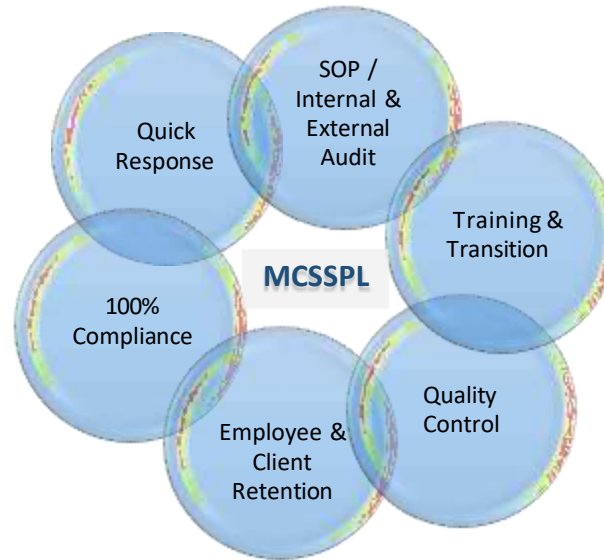 SOP /
Internal &
External
Audit
Quick
Response
Training &
Transition
MCSSPL
100%
Compliance
Quality
Control
Employee &
Client
Retention